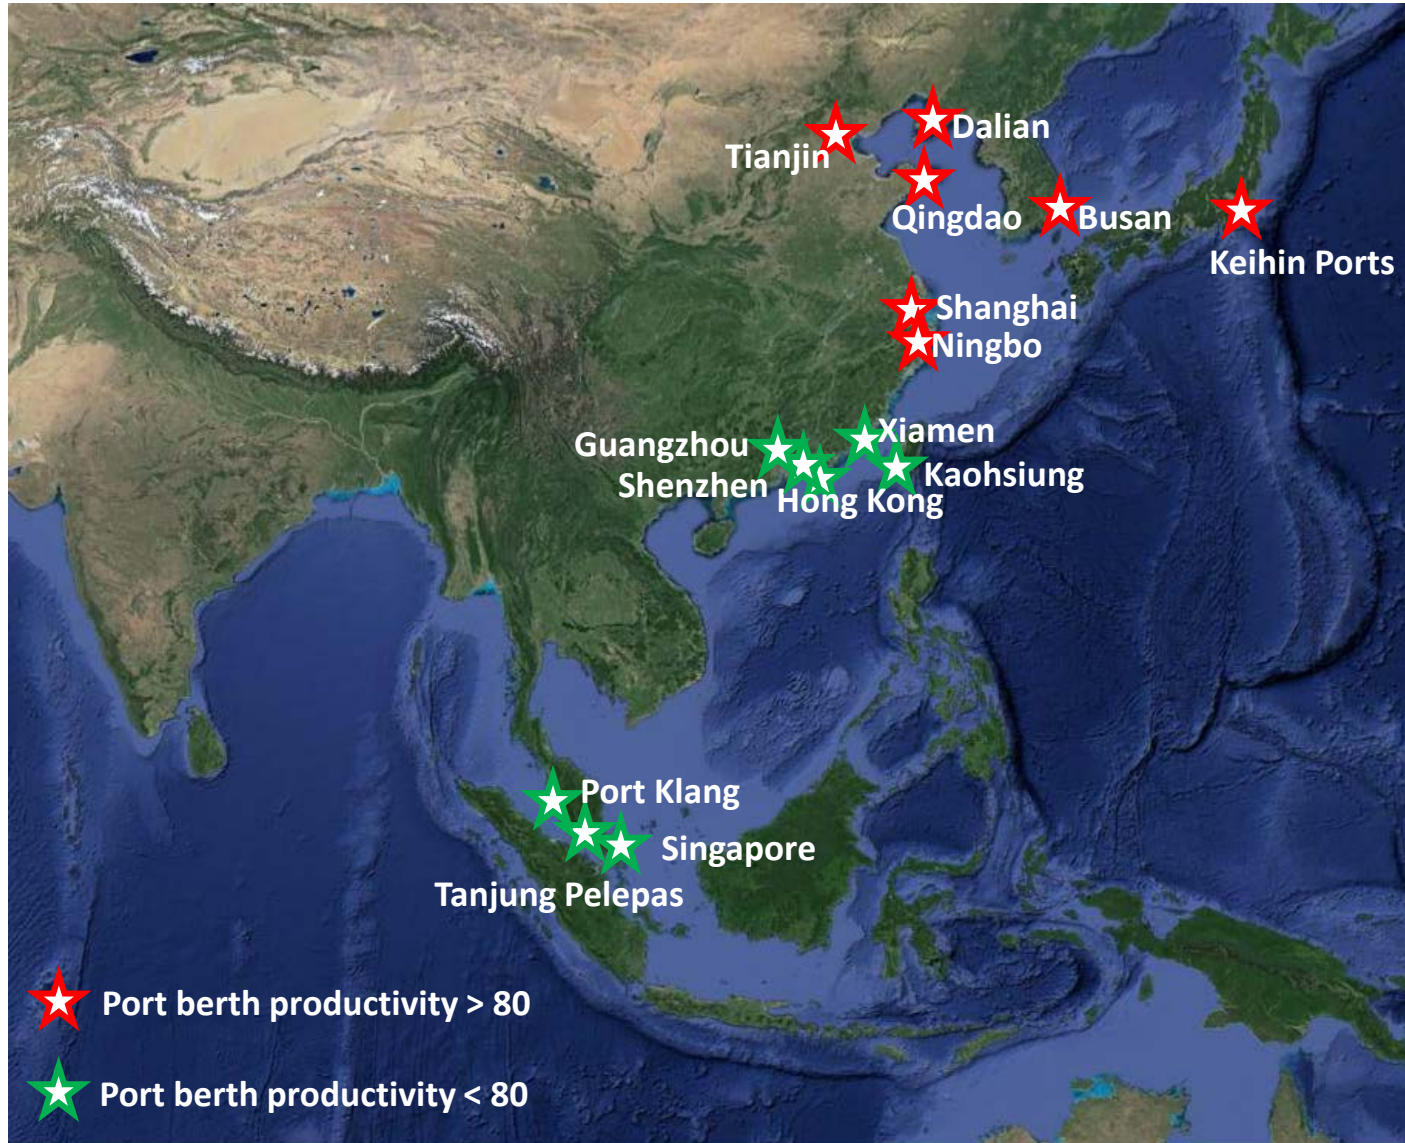 Dalian
Tianjin
Qingdao
Busan
Keihin Ports
Shanghai
Ningbo
Xiamen
Guangzhou
Kaohsiung
Shenzhen
Hong Kong
Port Klang
Singapore
Tanjung Pelepas
Port berth productivity > 80
Port berth productivity < 80